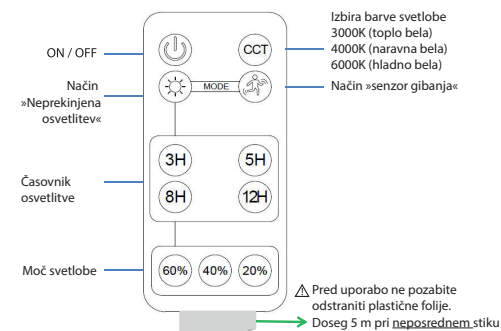 Izbira barve svetlobe
3000K (toplo bela)
4000K (naravna bela)
6000K (hladno bela)
ON / OFF
CCT
Način
»Neprekinjena
osvetlitev«
MODE
Način »senzor gibanja«
3H
5H
8H
12H
Časovnik
osvetlitve
Moč svetlobe
60%
40%
20%
Pred uporabo ne pozabite
odstraniti plastične folije.
Doseg 5 m pri neposrednem stiku